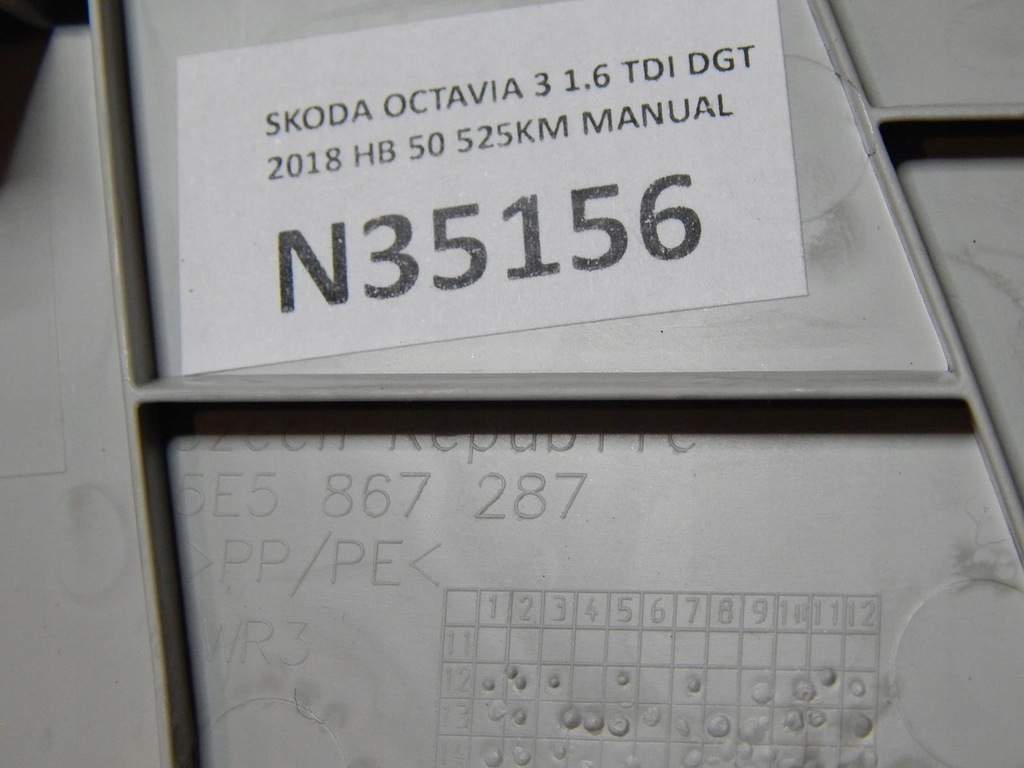 SKODA OCTAVIA 3 1.6 TDI DGT
2018 HB 50 525KM MANUAL
N35156
Czech Republic
5E5 867 287
>PP/PE<
WR3
1 2 3 4 5 6 7 8 9 10 11 12
11
12
13
14